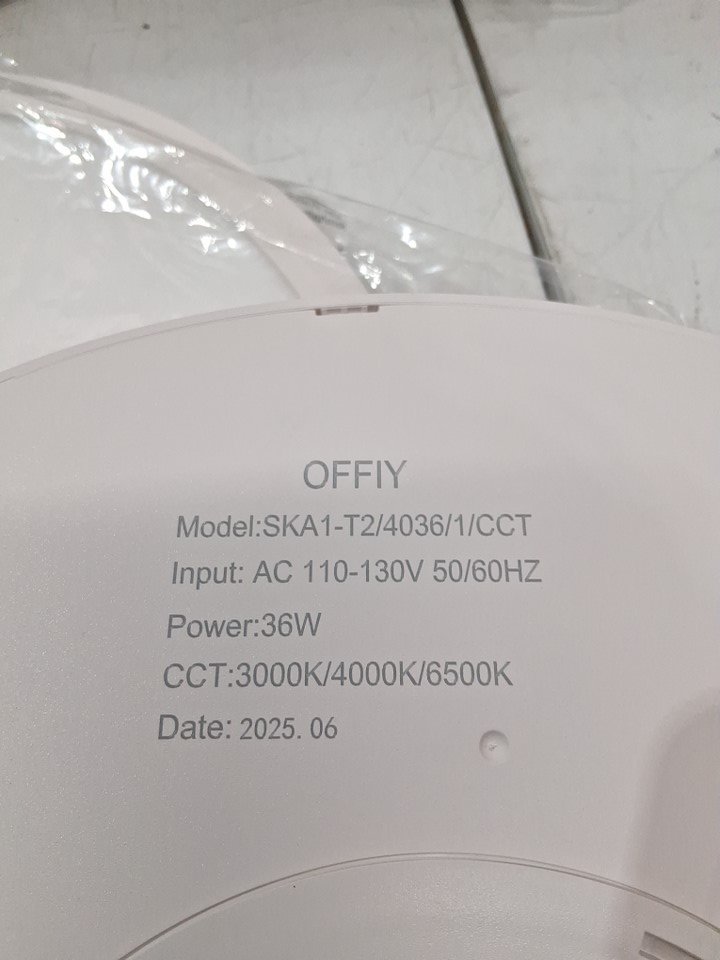 OFFIY
Model:SKA1-T2/4036/1/CCT
Input: AC 110-130V 50/60HZ
Power:36W
CCT:3000K/4000K/6500K
Date: 2025.06